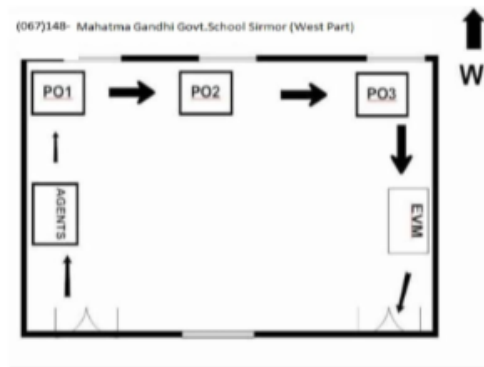 (067)148- Mahatma Gandhi Govt.School Sirmor (West Part)
W
PO1
PO2
PO3
AGENTS
EVM